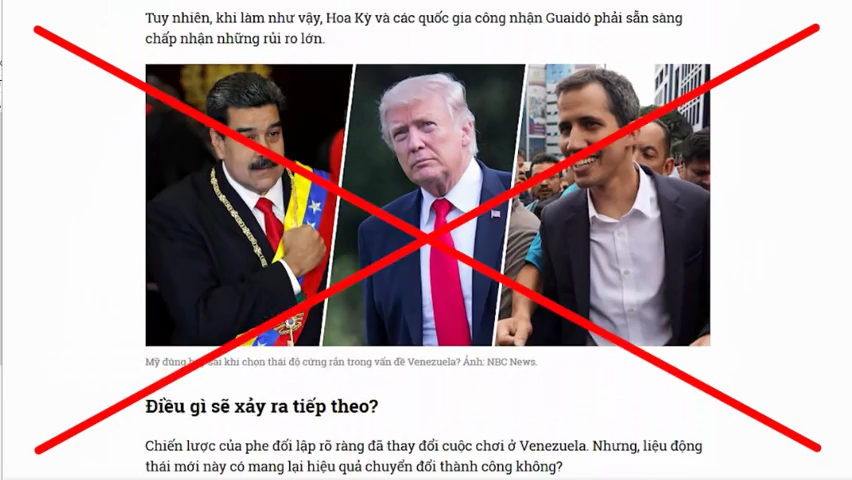 Tuy nhiên, khi làm như vậy, Hoa Kỳ và các quốc gia công nhận Guaidó phải sẵn sàng
chấp nhận những rủi ro lớn.
Mỹ đúng hay sai khi chọn thái độ cứng rắn trong vấn đề Venezuela? Ảnh: NBC News.
Điều gì sẽ xảy ra tiếp theo?
Chiến lược của phe đối lập rõ ràng đã thay đổi cuộc chơi ở Venezuela. Nhưng, liệu động
thái mới này có mang lại hiệu quả chuyển đổi thành công không?